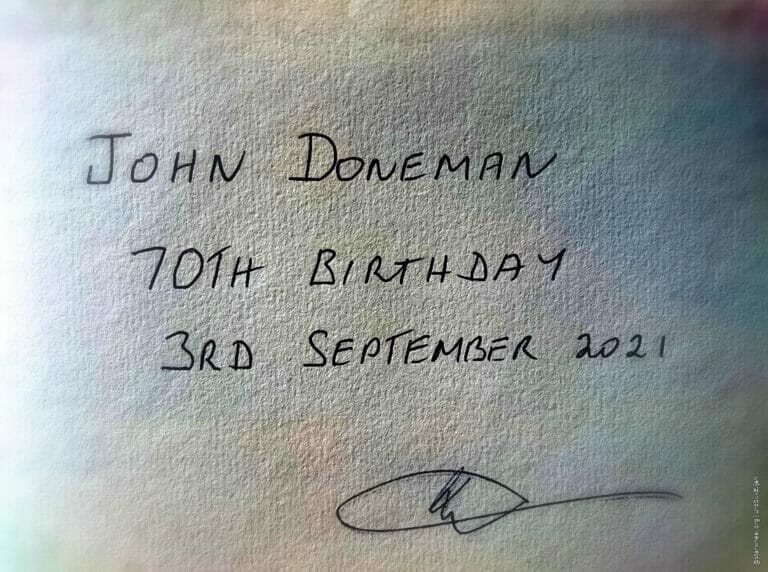 JOHN DONEMAN
70TH BIRTHDAY
3RD SEPTEMBER 2021